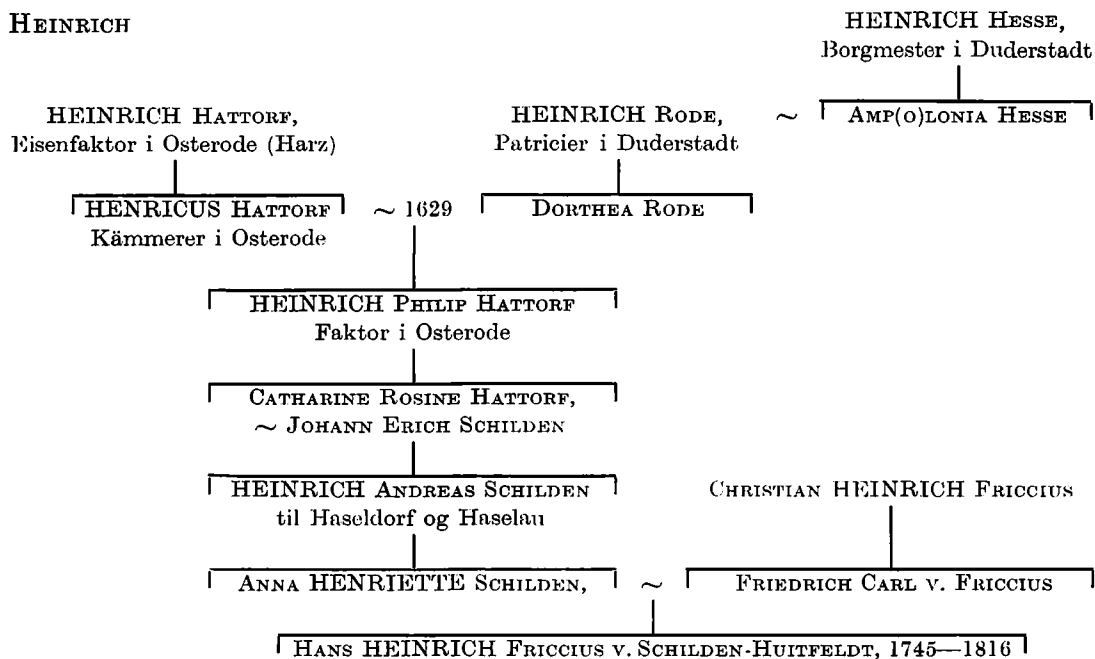 HEINRICH
HEINRICH HESSE,
Borgmester i Duderstadt
HEINRICH HATTORF,
Eisenfaktor i Osterode (Harz)
HEINRICH RODE,
Patricier i Duderstadt
~ AMP(O)LONIA HESSE
HENRICUS HATTORF ~ 1629 DORTHEA RODE
Kämmerer i Osterode
HEINRICH PHILIP HATTORF
Faktor i Osterode
CATHARINE ROSINE HATTORF,
~ JOHANN ERICH SCHILDEN
HEINRICH ANDREAS SCHILDEN
til Haseldorf og Haselau
CHRISTIAN HEINRICH FRICCIUS
ANNA HENRIETTE SCHILDEN, ~ FRIEDRICH CARL V. FRICCIUS
HANS HEINRICH FRICCIUS V. SCHILDEN-HUITFELDT, 1745—1816